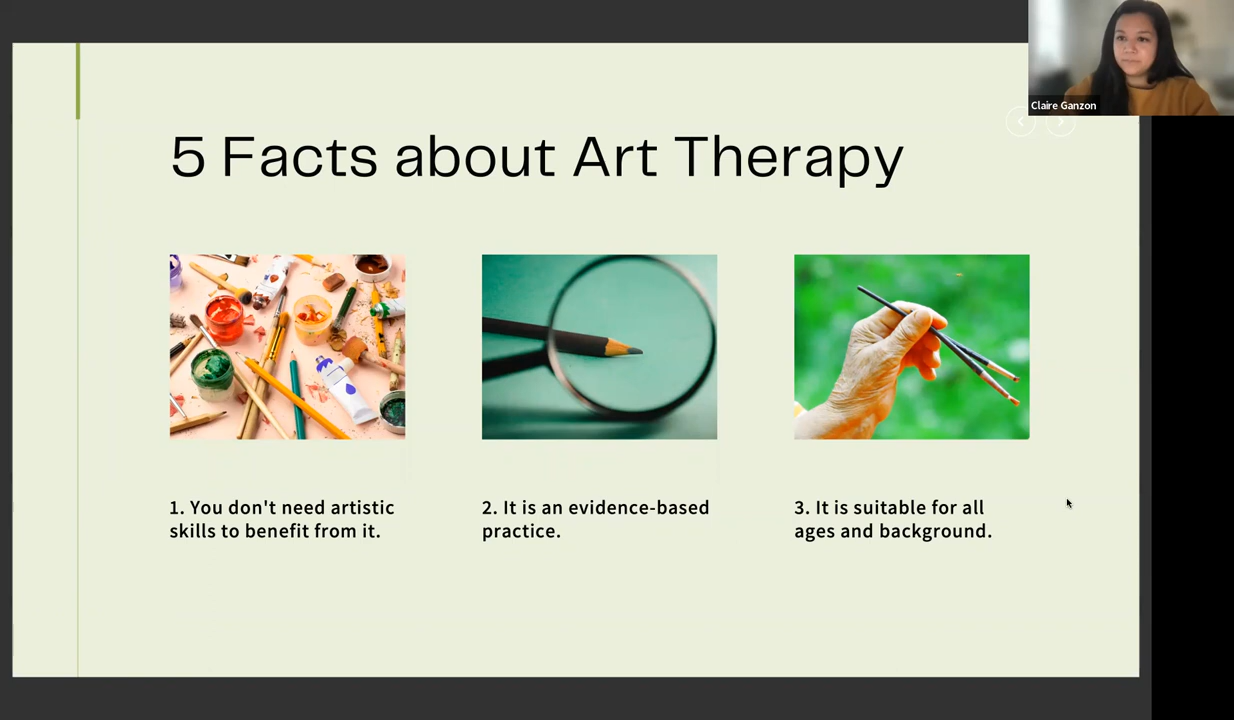 Claire Ganzon
5 Facts about Art Therapy
1. You don't need artistic
skills to benefit from it.
2. It is an evidence-based
practice.
3. It is suitable for all
ages and background.